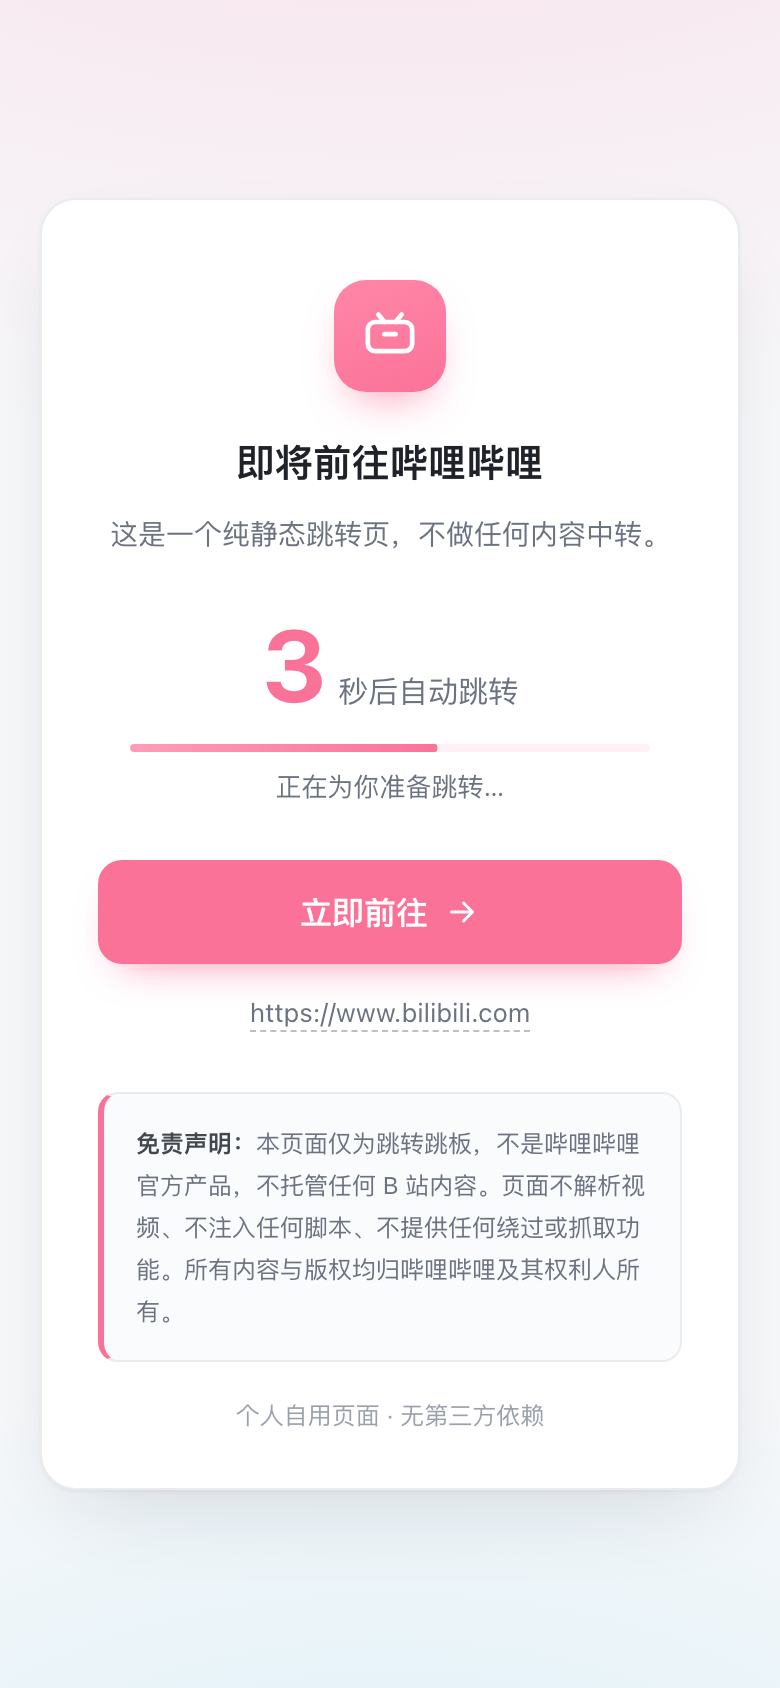 即将前往哔哩哔哩
这是一个纯静态跳转页，不做任何内容中转。
3 秒后自动跳转
正在为你准备跳转...
立即前往 →
https://www.bilibili.com
免责声明：本页面仅为跳转跳板，不是哔哩哔哩
官方产品，不托管任何 B 站内容。页面不解析视
频、不注入任何脚本、不提供任何绕过或抓取功
能。所有内容与版权均归哔哩哔哩及其权利人所
有。
个人自用页面 · 无第三方依赖